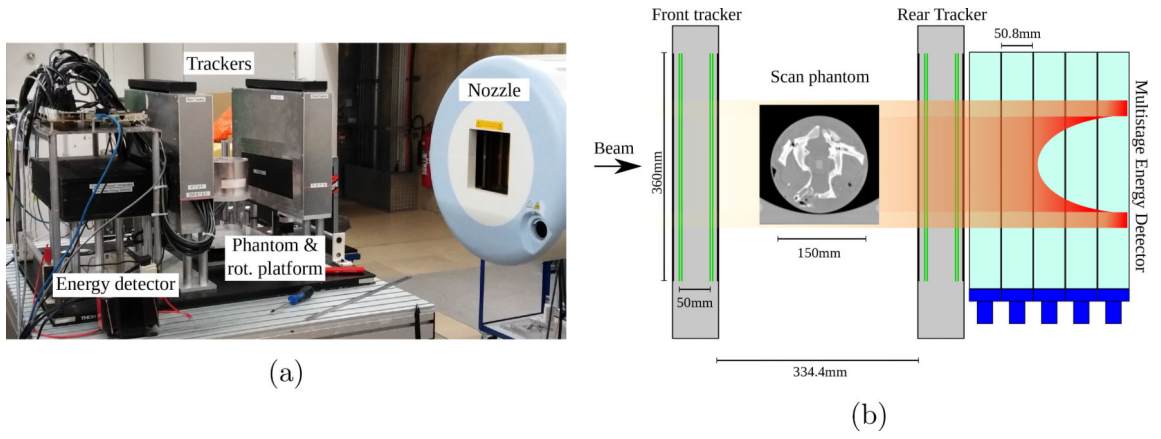 Trackers
Nozzle
Phantom &
rot. platform
Energy detector
THOR
(a)
Front tracker
Rear Tracker
50.8mm
Scan phantom
Beam
360mm
150mm
50mm
334.4mm
Multistage Energy Detector
(b)